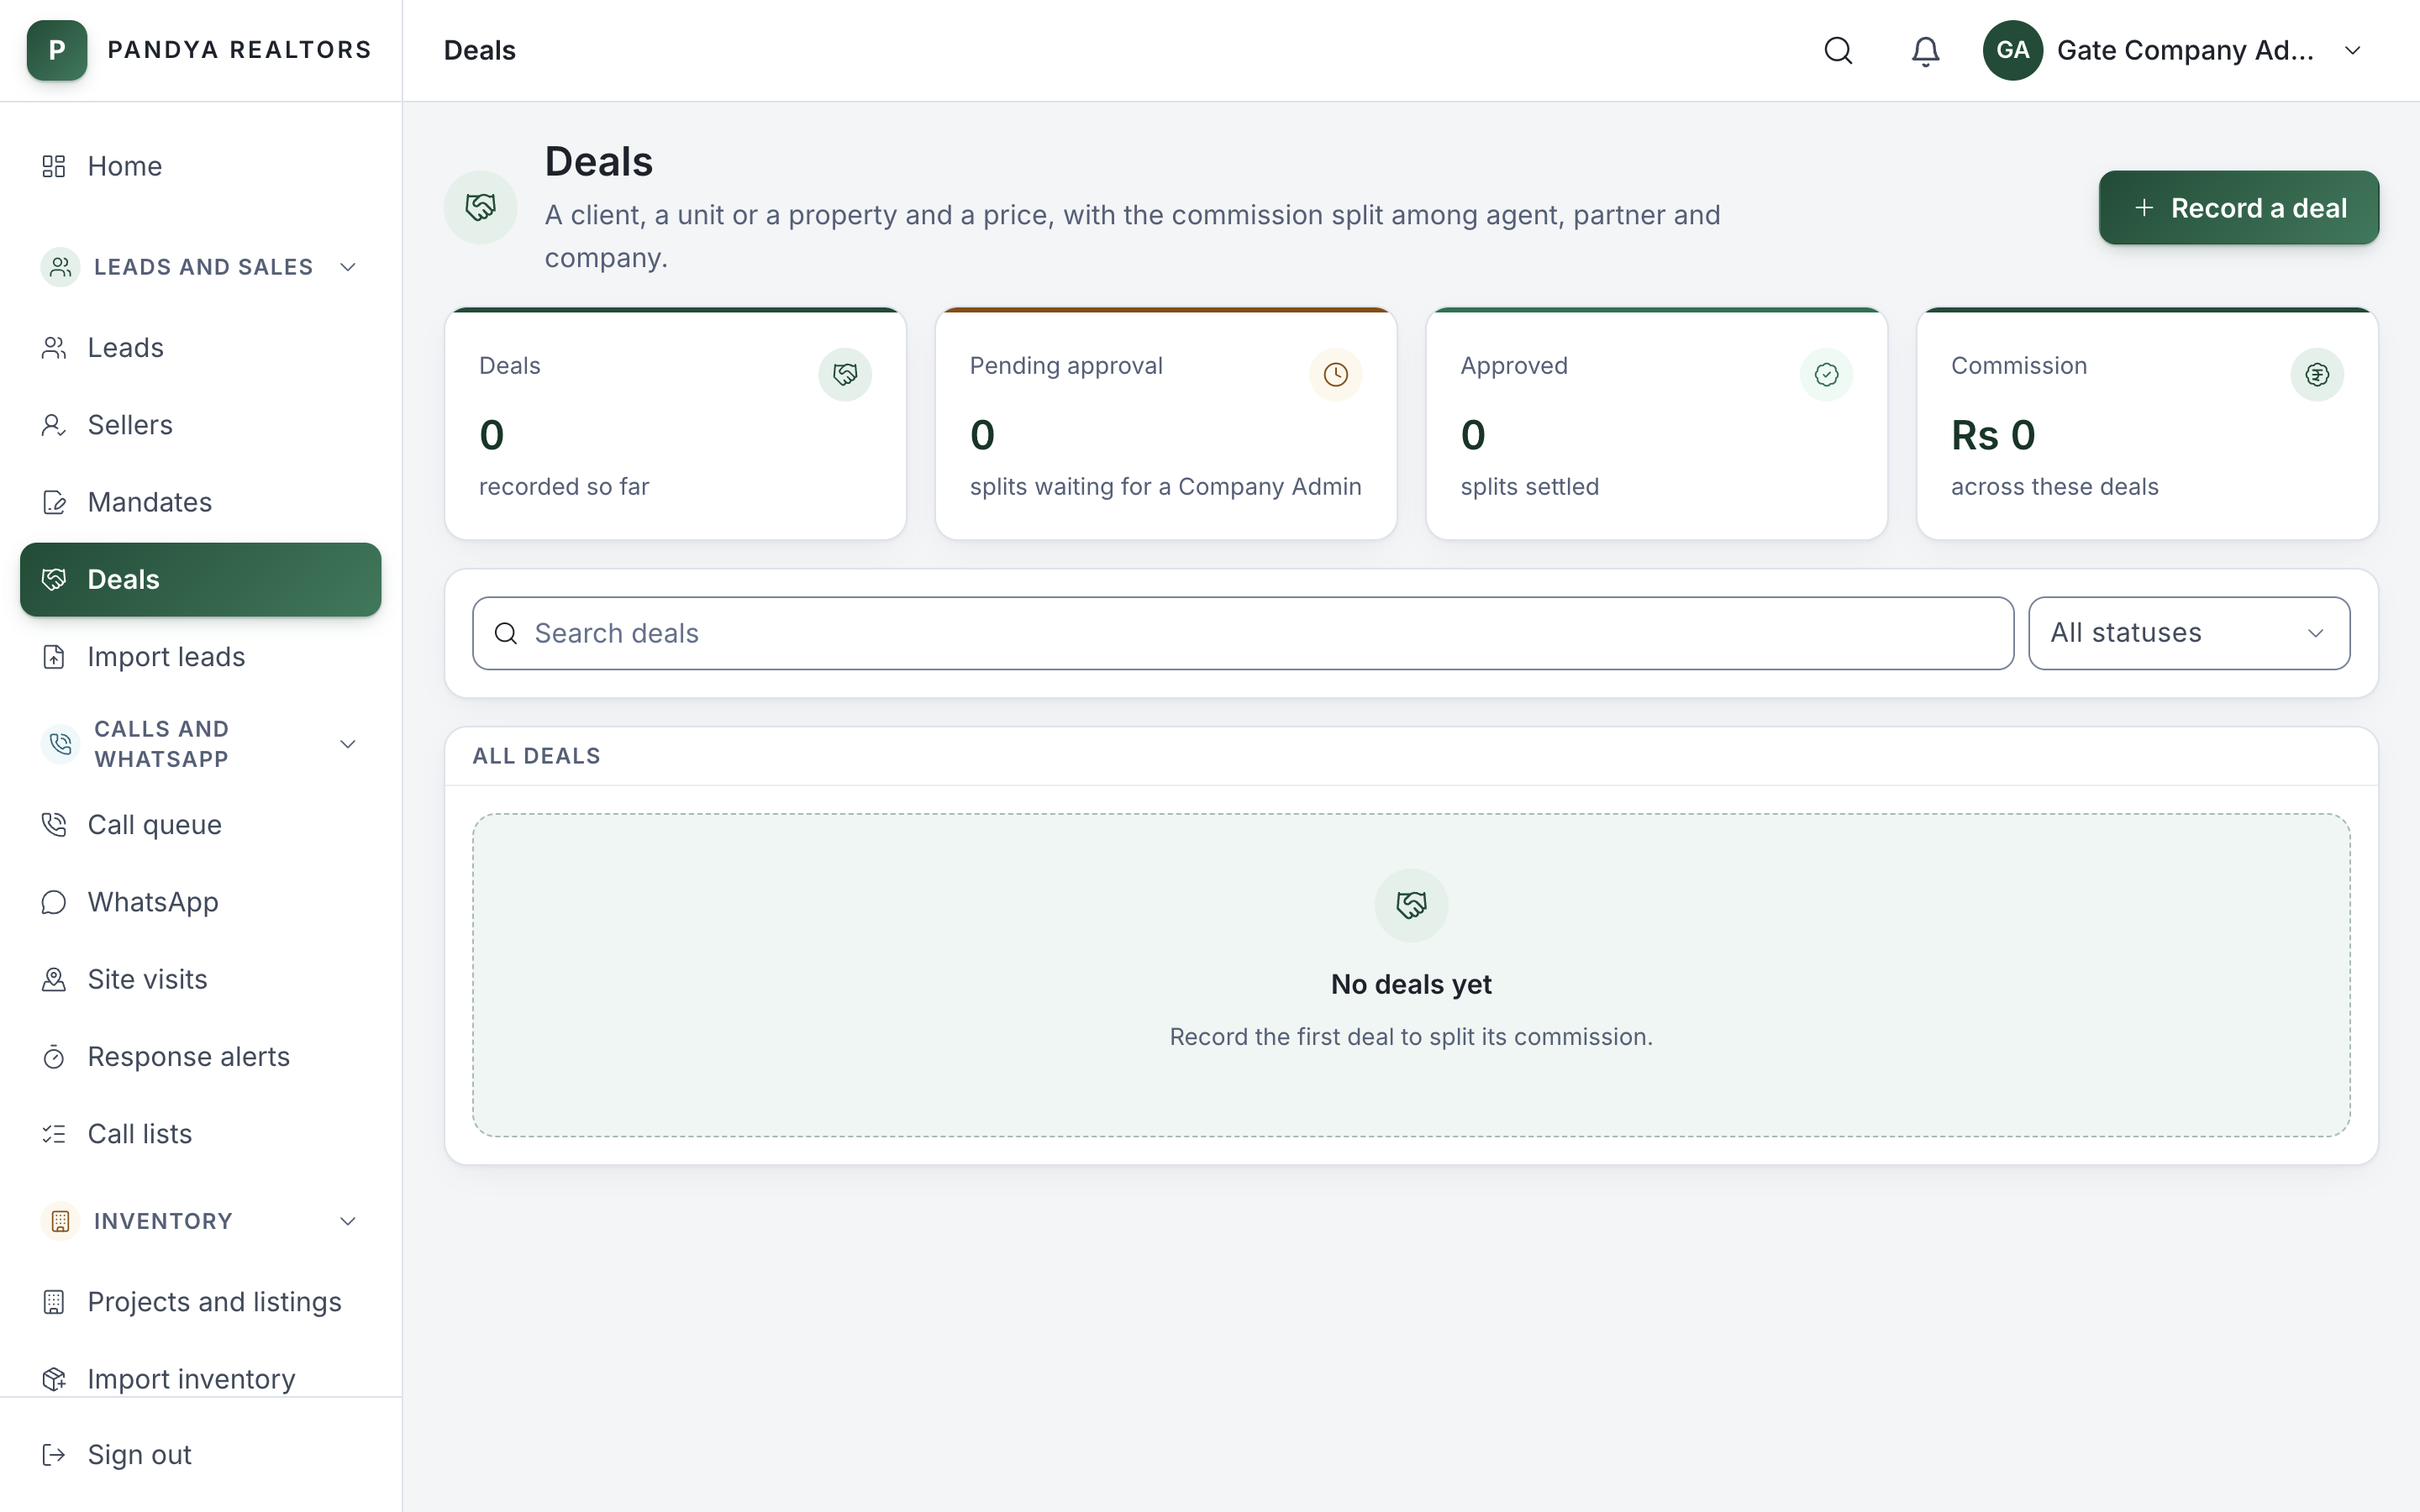 P PANDYA REALTORS
Deals
GA Gate Company Ad...
Home
LEADS AND SALES
Leads
Sellers
Mandates
Deals
Import leads
CALLS AND
WHATSAPP
Call queue
WhatsApp
Site visits
Response alerts
Call lists
INVENTORY
Projects and listings
Import inventory
Sign out
Deals
A client, a unit or a property and a price, with the commission split among agent, partner and
company.
+ Record a deal
Deals
0
recorded so far
Pending approval
0
splits waiting for a Company Admin
Approved
0
splits settled
Commission
Rs 0
across these deals
Search deals
All statuses
ALL DEALS
No deals yet
Record the first deal to split its commission.